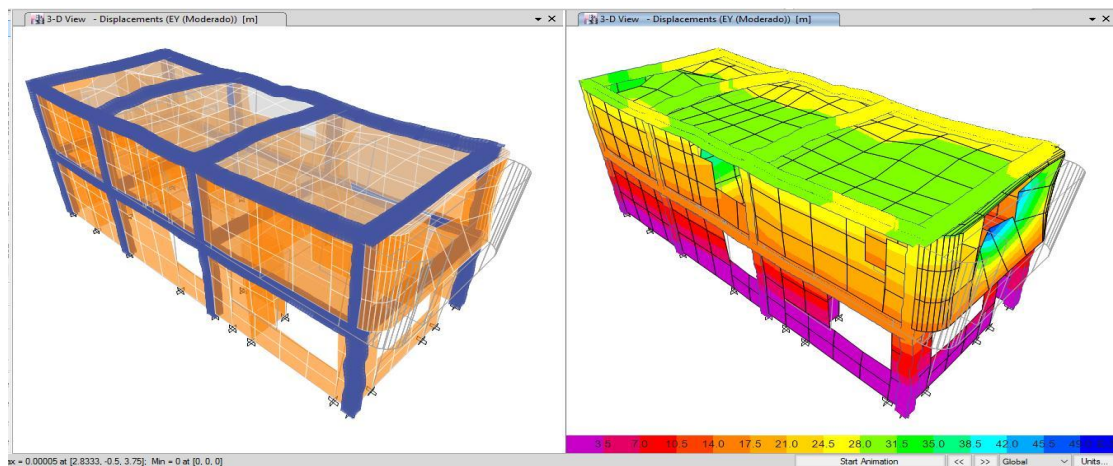 3-D View - Displacements (EY (Moderado)) [m]
3-D View - Displacements (EY (Moderado)) [m]
3.5 7.0 10.5 14.0 17.5 21.0 24.5 28.0 31.5 35.0 38.5 42.0 45.5
ax = 0.00005 at [2.8333, -0.5, 3.75]; Min = 0 at [0, 0, 0]
Start Animation << >> Global Units...